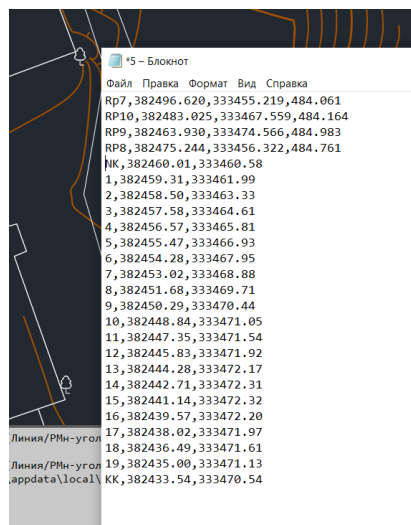 *5 – Блокнот
Файл Правка Формат Вид Справка
Rp7,382496.620,333455.219,484.061
RP10,382483.025,333467.559,484.164
RP9,382463.930,333474.566,484.983
RP8,382475.244,333456.322,484.761
NK,382460.01,333460.58
1,382459.31,333461.99
2,382458.50,333463.33
3,382457.58,333464.61
4,382456.57,333465.81
5,382455.47,333466.93
6,382454.28,333467.95
7,382453.02,333468.88
8,382451.68,333469.71
9,382450.29,333470.44
10,382448.84,333471.05
11,382447.35,333471.54
12,382445.83,333471.92
13,382444.28,333472.17
14,382442.71,333472.31
15,382441.14,333472.32
16,382439.57,333472.20
17,382438.02,333471.97
18,382436.49,333471.61
19,382435.00,333471.13
KK,382433.54,333470.54
Линия/РМн-угол
Линия/РМн-угол
\appdata\local\